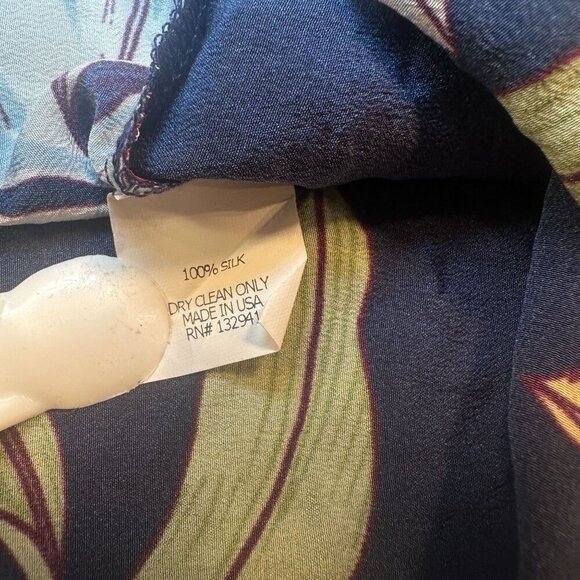 100% SILK
DRY CLEAN ONLY
MADE IN USA
RN# 132941